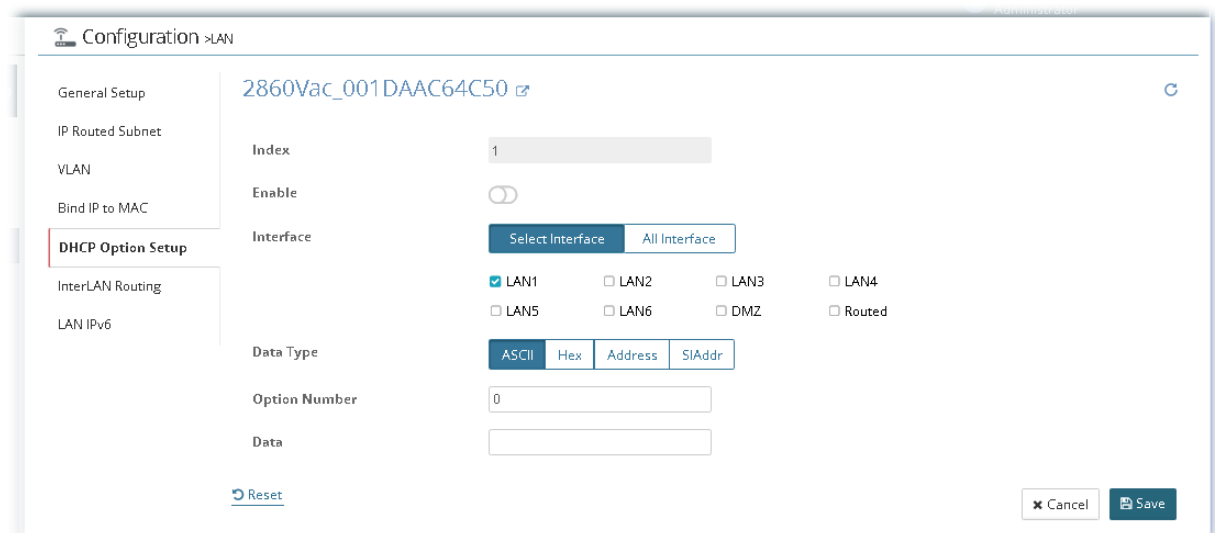 Administrator
Configuration >LAN
General Setup
IP Routed Subnet
VLAN
Bind IP to MAC
DHCP Option Setup
InterLAN Routing
LAN IPv6
2860Vac_001DAAC64C50
Index 1
Enable
Interface Select Interface All Interface
LAN1 LAN2 LAN3 LAN4
LAN5 LAN6 DMZ Routed
Data Type ASCII Hex Address SIAddr
Option Number 0
Data
Reset
Cancel Save